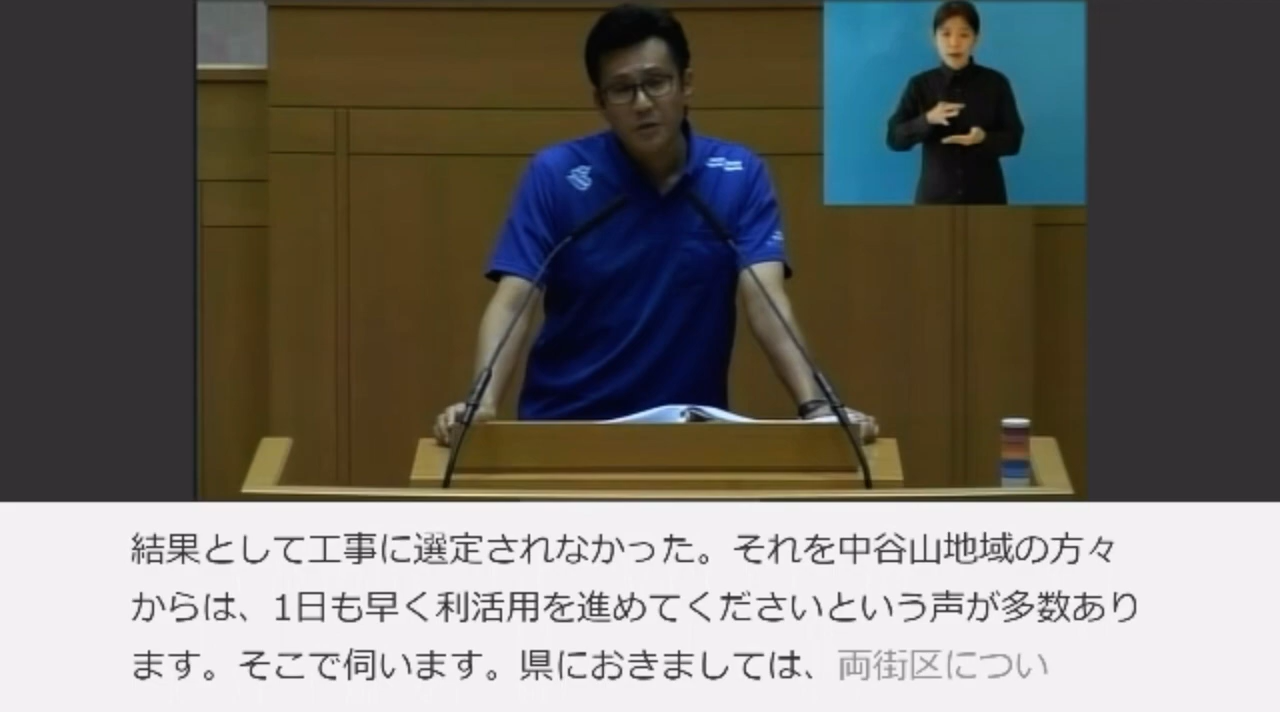 結果として工事に選定されなかった。それを中谷山地域の方々
からは、1日も早く利活用を進めてくださいという声が多数あり
ます。そこで伺います。県におきましては、両街区につい